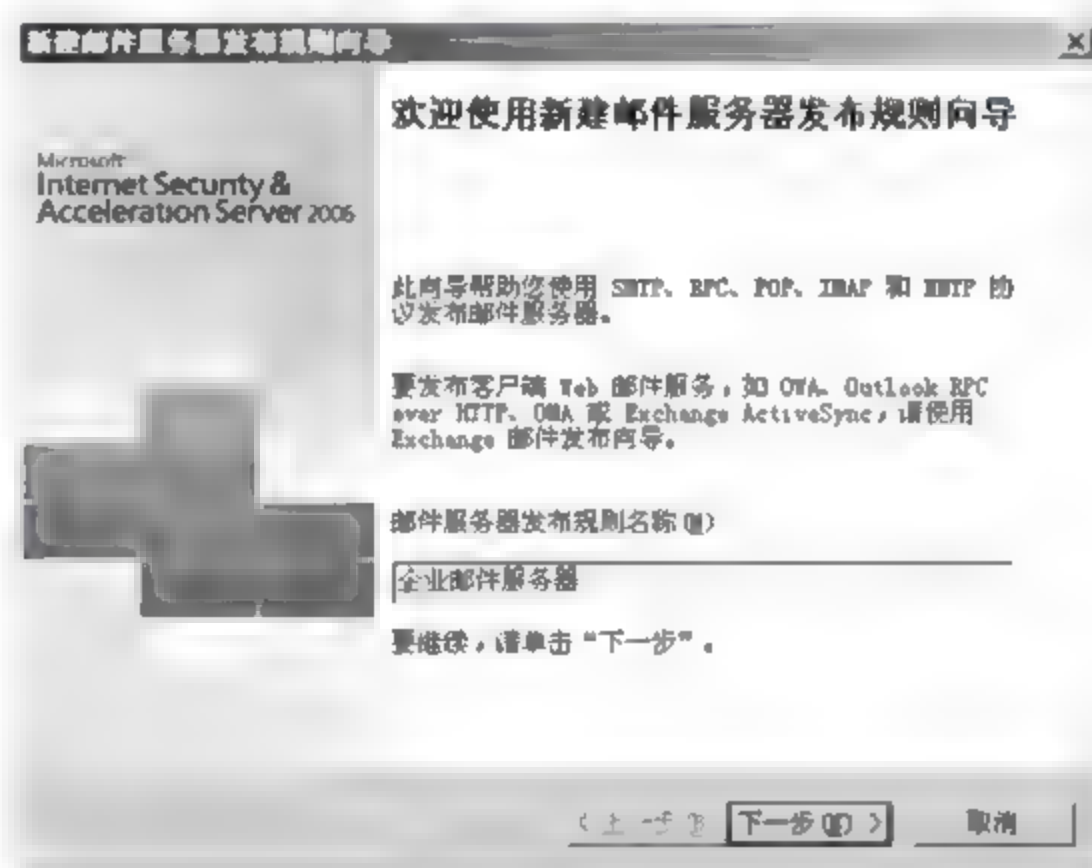 新建邮件服务器发布规则向导
欢迎使用新建邮件服务器发布规则向导
Microsoft
Internet Security &
Acceleration Server 2006
此向导帮助您使用 SMTP、RPC、POP、IMAP 和 NNTP 协
议发布邮件服务器。
要发布客户端 Web 邮件服务,如 OWA、Outlook RPC
over HTTP、OMA 或 Exchange ActiveSync,请使用
Exchange 邮件发布向导。
邮件服务器发布规则名称(N)
企业邮件服务器
要继续,请单击“下一步”。
< 上一步(B)
下一步(N) >
取消